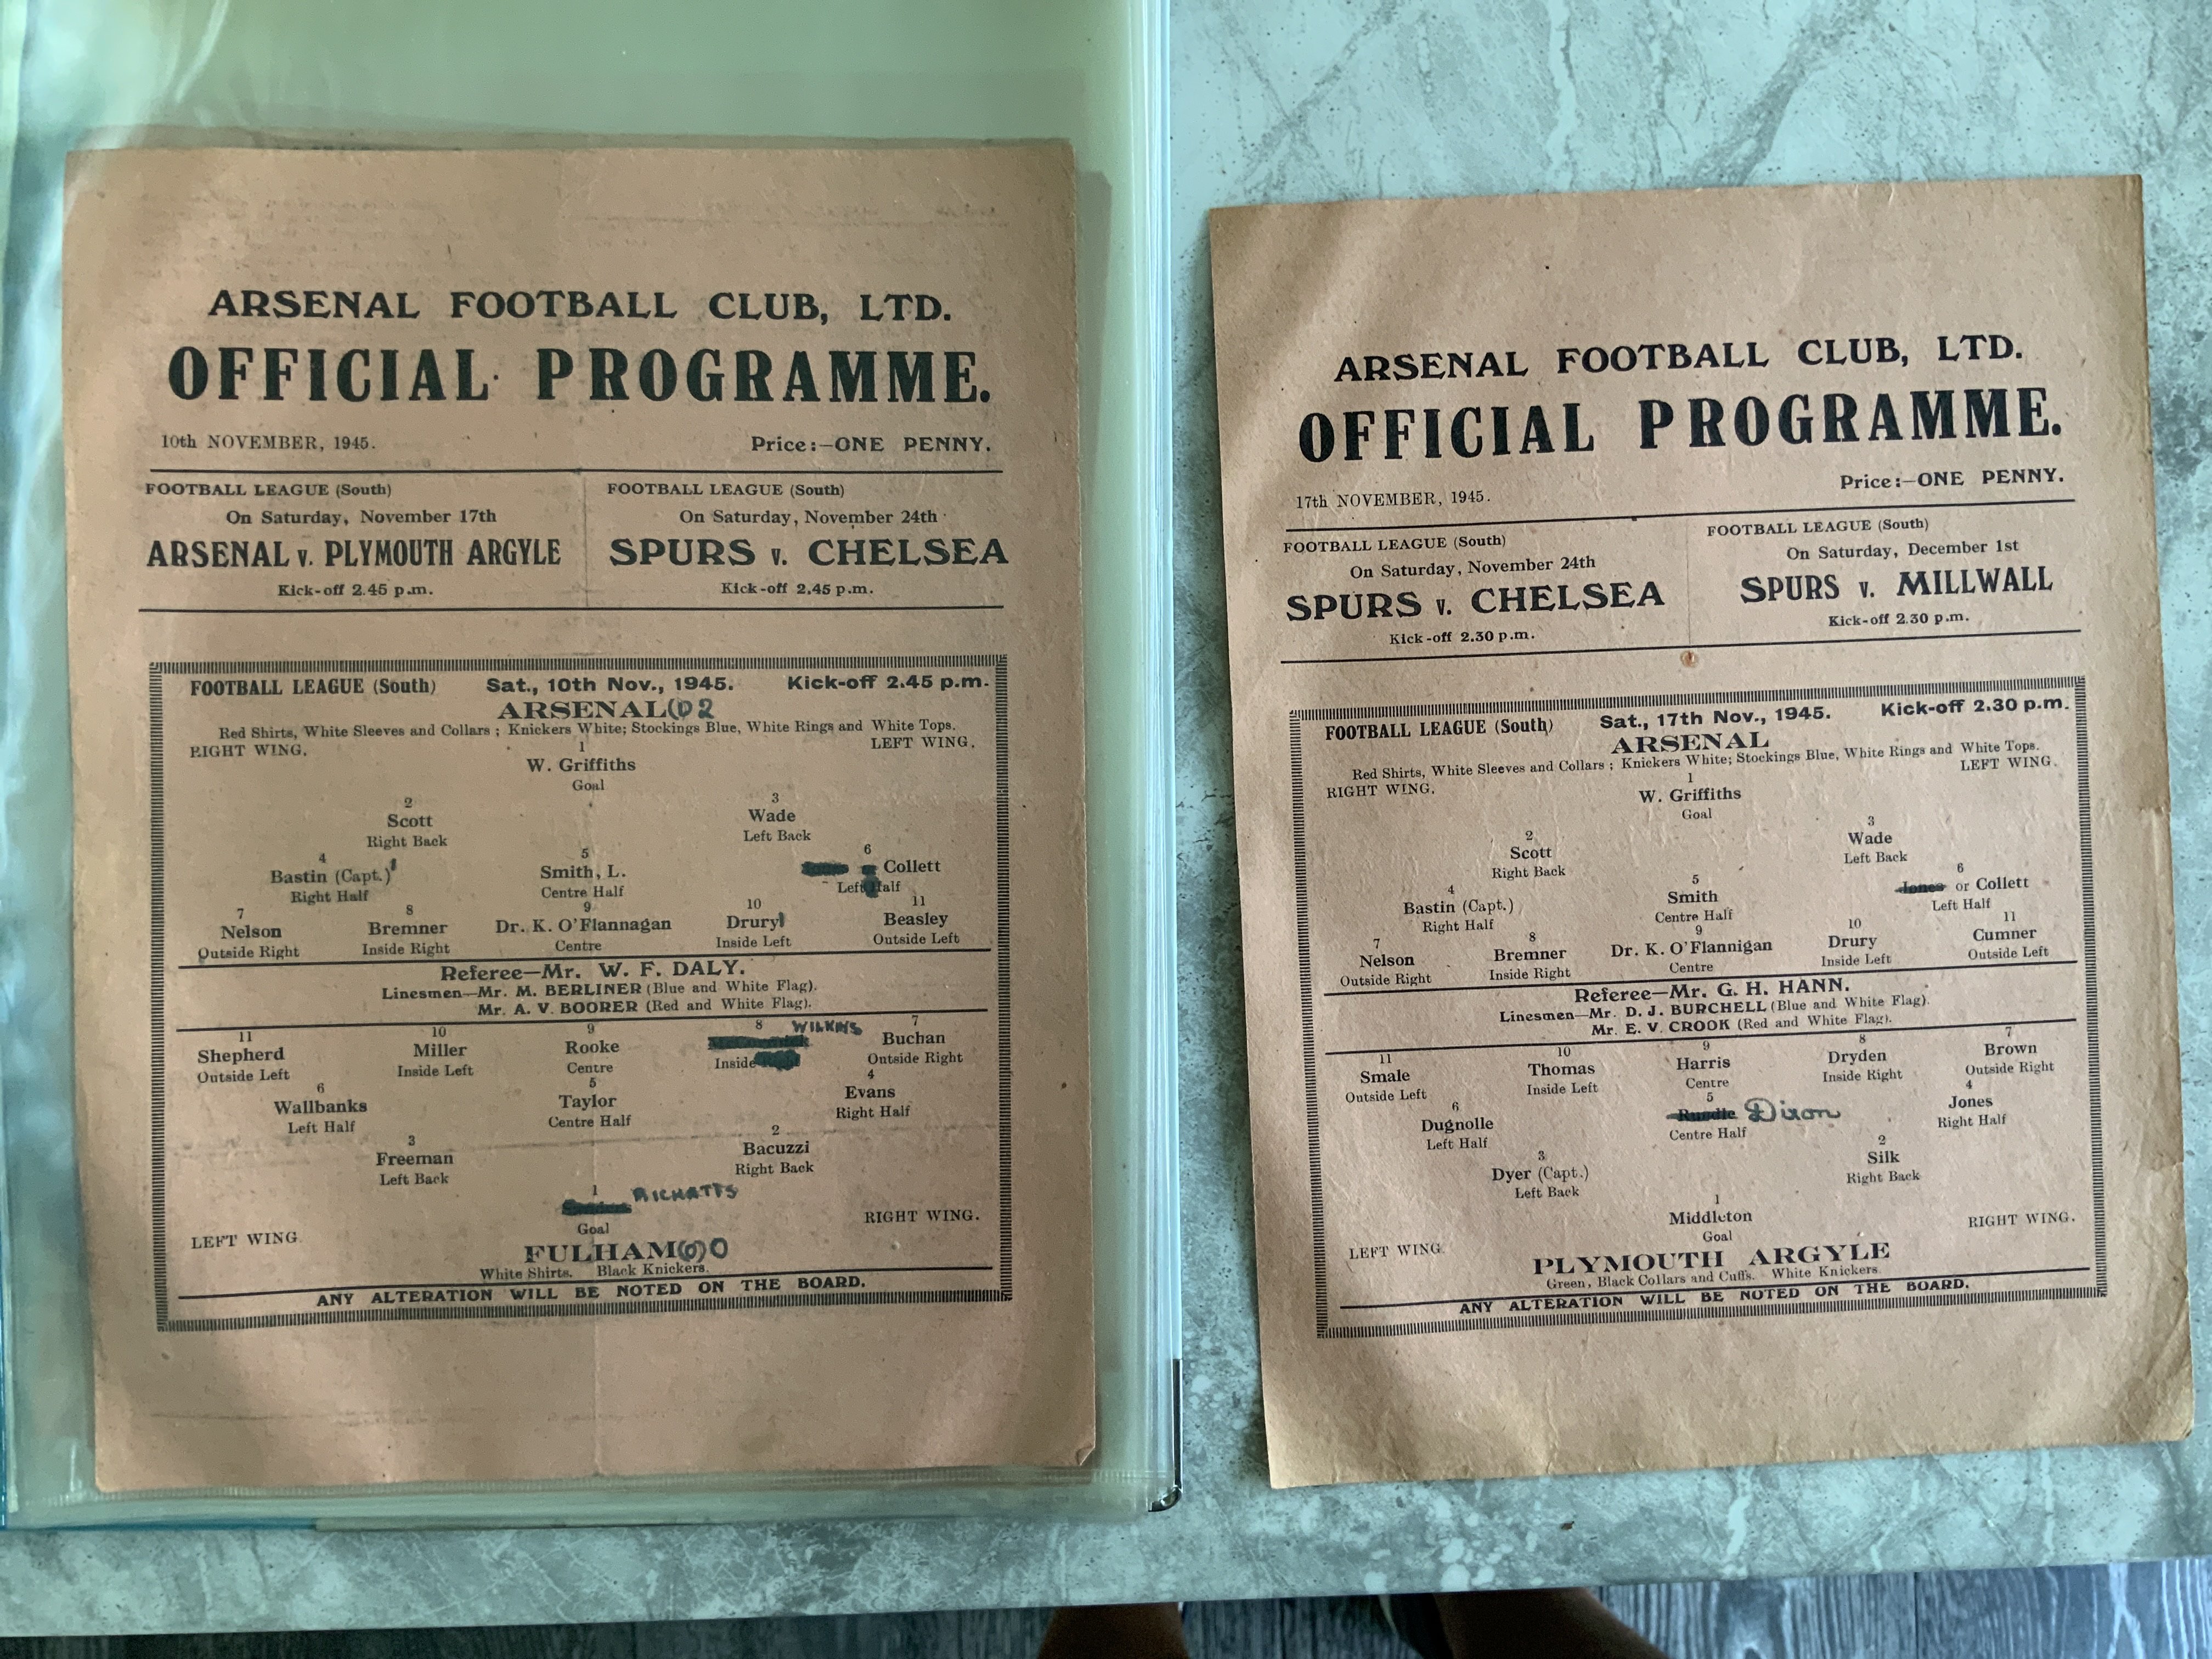 ARSENAL FOOTBALL CLUB, LTD.
OFFICIAL PROGRAMME.
10th NOVEMBER, 1945. Price:—ONE PENNY.
FOOTBALL LEAGUE (South)
On Saturday, November 17th
ARSENAL v. PLYMOUTH ARGYLE
Kick-off 2.45 p.m.
FOOTBALL LEAGUE (South)
On Saturday, November 24th
SPURS v. CHELSEA
Kick-off 2.45 p.m.
FOOTBALL LEAGUE (South) Sat., 10th Nov., 1945. Kick-off 2.45 p.m.
ARSENAL 2
Red Shirts, White Sleeves and Collars ; Knickers White; Stockings Blue, White Rings and White Tops.
RIGHT WING. 1 LEFT WING.
W. Griffiths
Goal
2 3
Scott Wade
Right Back Left Back
4 5 6
Bastin (Capt.) Smith, L. Collett
Right Half Centre Half Left Half
7 8 9 10 11
Nelson Bremner Dr. K. O'Flannagan Drury Beasley
Outside Right Inside Right Centre Inside Left Outside Left
Referee—Mr. W. F. DALY.
Linesmen—Mr. M. BERLINER (Blue and White Flag).
Mr. A. V. BOORER (Red and White Flag).
11 10 9 8 WILKINS 7
Shepherd Miller Rooke Buchan
Outside Left Inside Left Centre Inside Outside Right
6 5 4
Wallbanks Taylor Evans
Left Half Centre Half Right Half
3 2
Freeman Bacuzzi
Left Back Right Back
1 RICHATTS
Goal
LEFT WING RIGHT WING.
FULHAM (0) 0
White Shirts. Black Knickers.
ANY ALTERATION WILL BE NOTED ON THE BOARD.
ARSENAL FOOTBALL CLUB, LTD.
OFFICIAL PROGRAMME.
17th NOVEMBER, 1945. Price:—ONE PENNY.
FOOTBALL LEAGUE (South)
On Saturday, November 24th
SPURS v. CHELSEA
Kick-off 2.30 p.m.
FOOTBALL LEAGUE (South)
On Saturday, December 1st
SPURS v. MILLWALL
Kick-off 2.30 p.m.
FOOTBALL LEAGUE (South) Sat., 17th Nov., 1945. Kick-off 2.30 p.m.
ARSENAL
Red Shirts, White Sleeves and Collars ; Knickers White; Stockings Blue, White Rings and White Tops.
RIGHT WING. 1 LEFT WING.
W. Griffiths
Goal
2 3
Scott Wade
Right Back Left Back
4 5 6
Bastin (Capt.) Smith Jones or Collett
Right Half Centre Half Left Half
7 8 9 10 11
Nelson Bremner Dr. K. O'Flannigan Drury Cumner
Outside Right Inside Right Centre Inside Left Outside Left
Referee—Mr. G. H. HANN.
Linesmen—Mr. D. J. BURCHELL (Blue and White Flag).
Mr. E. V. CROOK (Red and White Flag).
11 10 9 8 7
Smale Thomas Harris Dryden Brown
Outside Left Inside Left Centre Inside Right Outside Right
6 5 4
Dugnolle Rundle Dixon Jones
Left Half Centre Half Right Half
3 2
Dyer (Capt.) Silk
Left Back Right Back
1
Middleton
Goal
LEFT WING. RIGHT WING.
PLYMOUTH ARGYLE
Green, Black Collars and Cuffs. White Knickers.
ANY ALTERATION WILL BE NOTED ON THE BOARD.